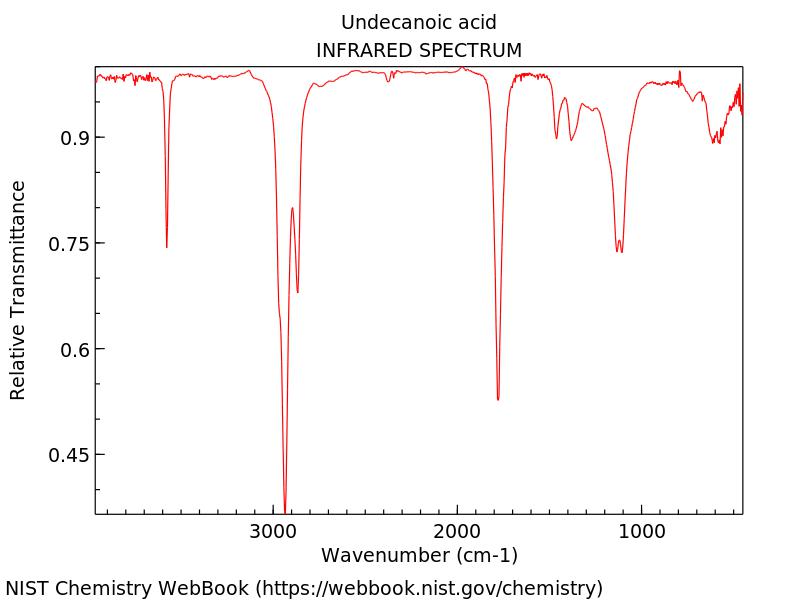 Undecanoic acid
INFRARED SPECTRUM
0.9
0.75
0.6
0.45
Relative Transmittance
3000 2000 1000
Wavenumber (cm-1)
NIST Chemistry WebBook (https://webbook.nist.gov/chemistry)